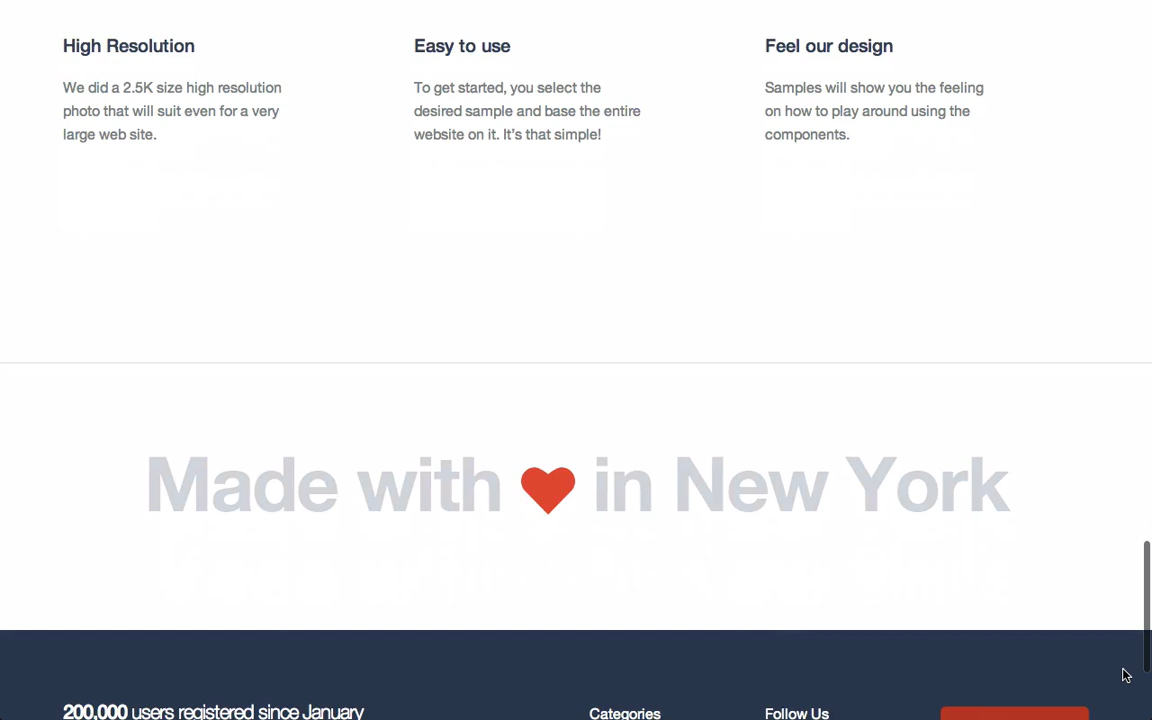 High Resolution
We did a 2.5K size high resolution
photo that will suit even for a very
large web site.
Easy to use
To get started, you select the
desired sample and base the entire
website on it. It's that simple!
Feel our design
Samples will show you the feeling
on how to play around using the
components.
Made with in New York
200,000 users registered since January
Categories
Follow Us